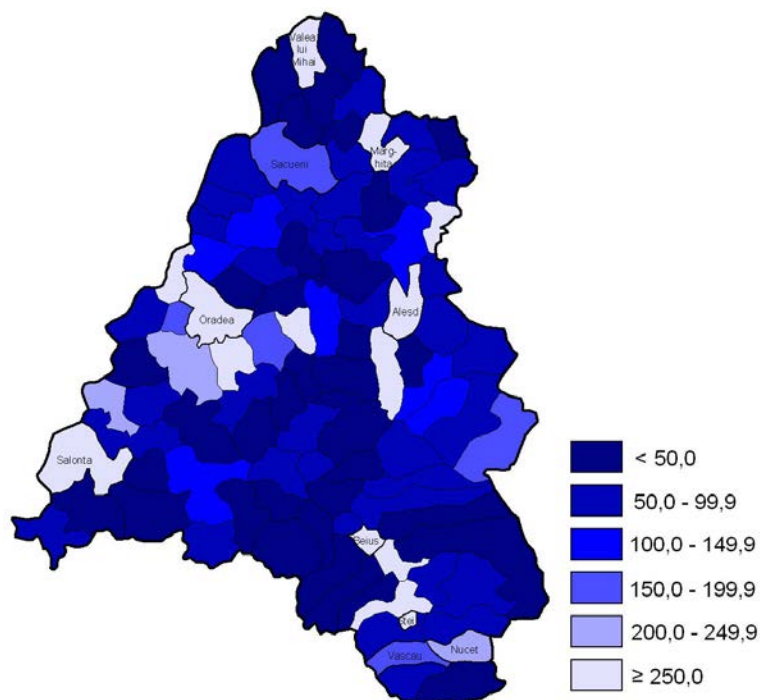 Valea
lui
Mihai
Marg-
hita
Sacueni
Oradea
Alesd
Salonta
Beius
Stei
Vascau
Nucet
< 50,0
50,0 - 99,9
100,0 - 149,9
150,0 - 199,9
200,0 - 249,9
≥ 250,0